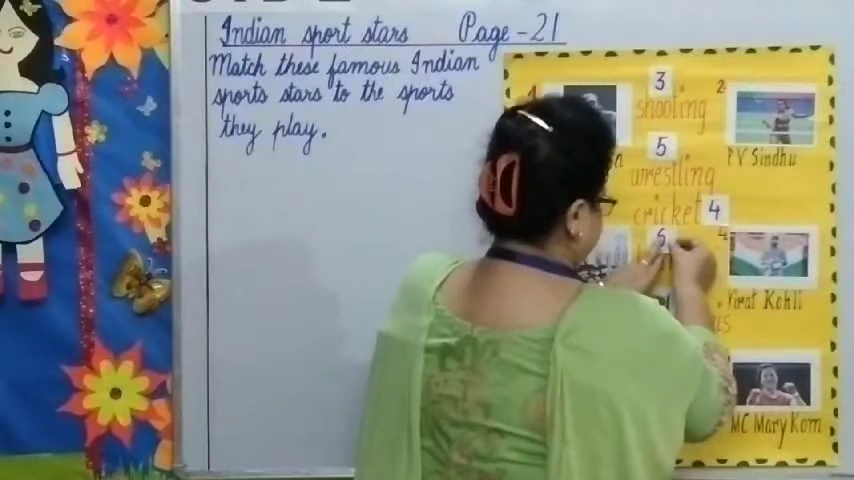 Indian sport stars Page - 21
Match these famous Indian
sports stars to the sports
they play.
3
shooting
2
PV Sindhu
5
wrestling
cricket 4
4
Virat Kohli
MC Mary Kom